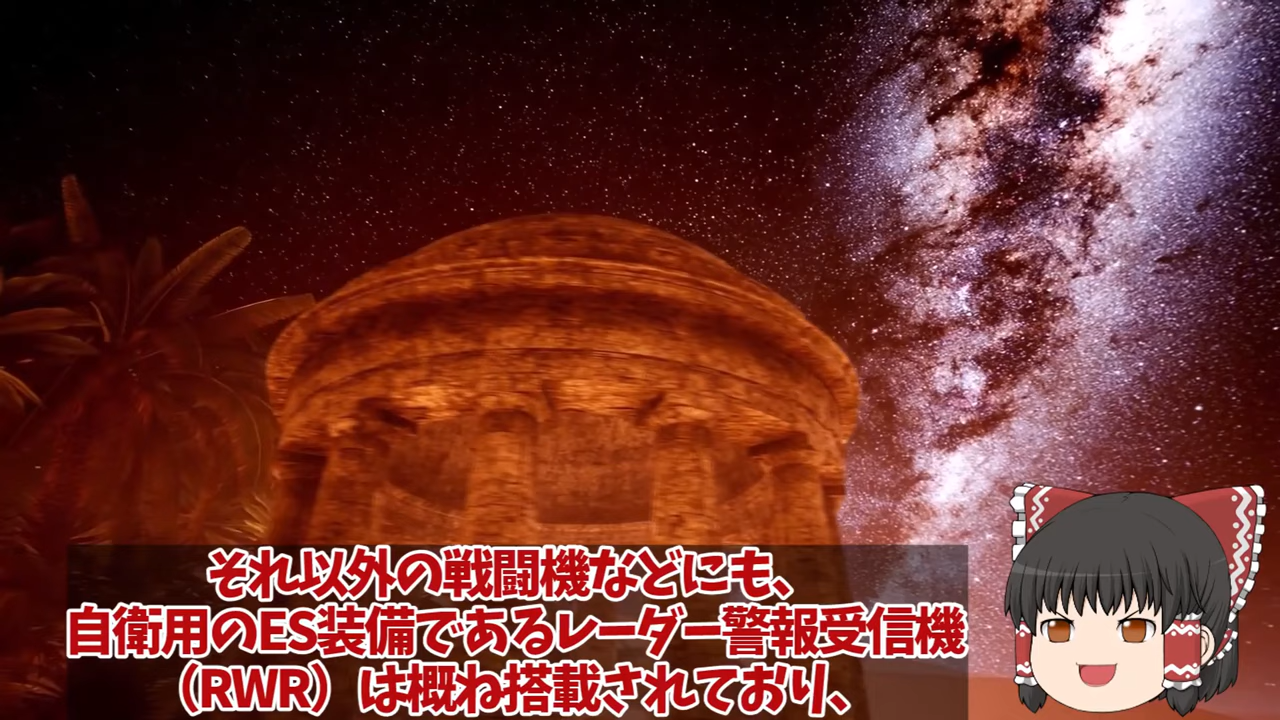 それ以外の戦闘機などにも、
自衛用のES装備であるレーダー警報受信機
（RWR）は概ね搭載されており、